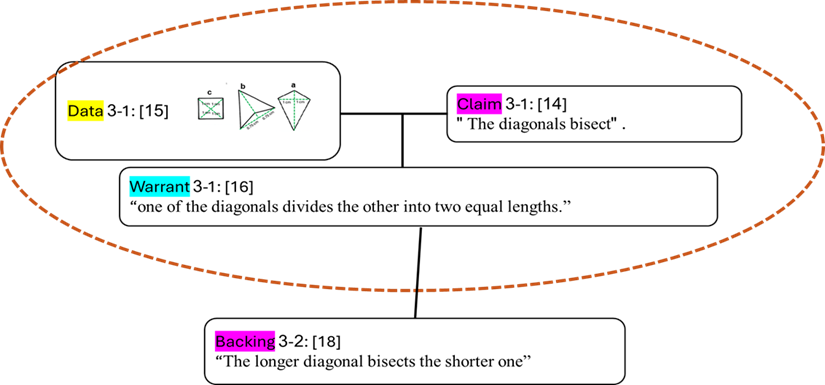 c b a
Data 3-1: [15]
Claim 3-1: [14]
" The diagonals bisect" .
Warrant 3-1: [16]
“one of the diagonals divides the other into two equal lengths.”
Backing 3-2: [18]
“The longer diagonal bisects the shorter one”